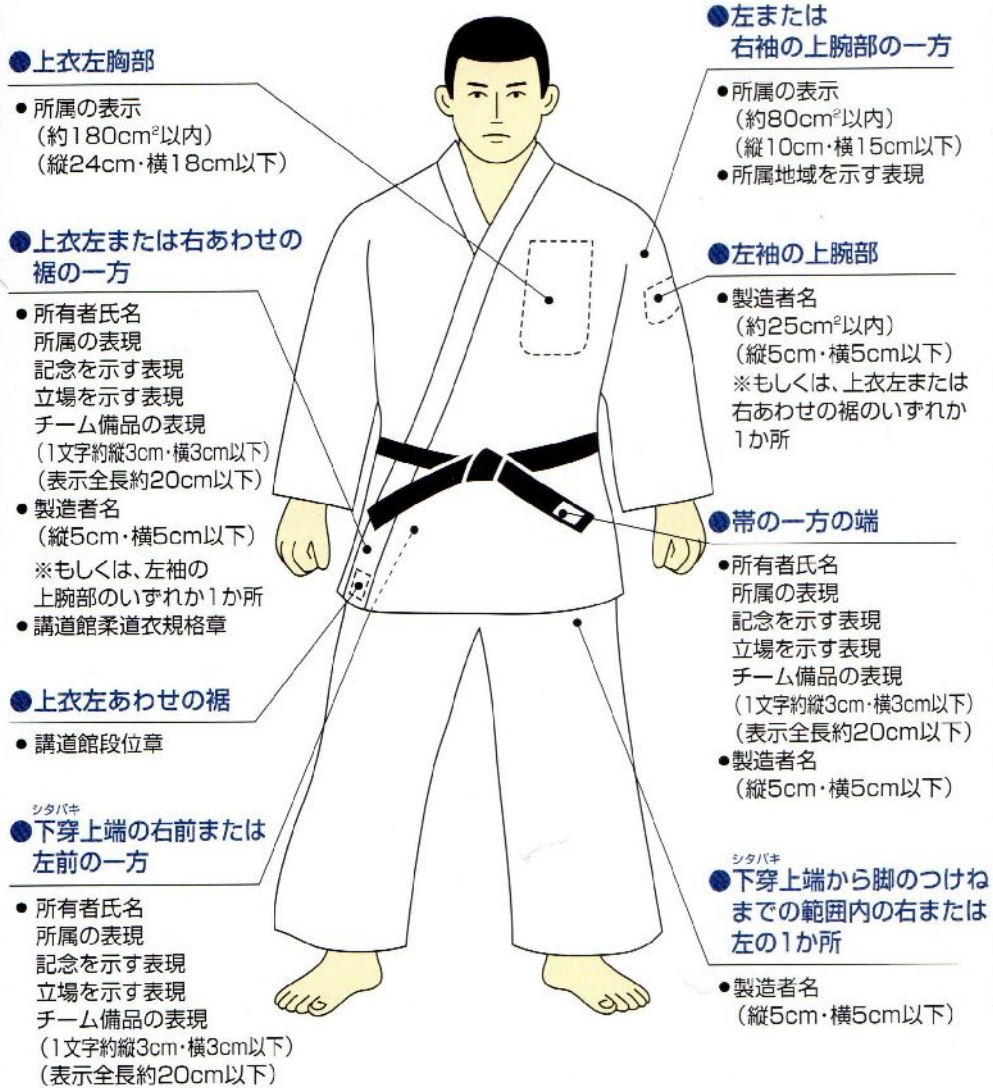 ●上衣左胸部
● 所属の表示
（約180cm²以内）
（縦24cm・横18cm以下）
●上衣左または右あわせの
裾の一方
● 所有者氏名
所属の表現
記念を示す表現
立場を示す表現
チーム備品の表現
（1文字約縦3cm・横3cm以下）
（表示全長約20cm以下）
● 製造者名
（縦5cm・横5cm以下）
※もしくは、左袖の
上腕部のいずれか1か所
● 講道館柔道衣規格章
●上衣左あわせの裾
● 講道館段位章
シタバキ
●下穿上端の右前または
左前の一方
● 所有者氏名
所属の表現
記念を示す表現
立場を示す表現
チーム備品の表現
（1文字約縦3cm・横3cm以下）
（表示全長約20cm以下）
●左または
右袖の上腕部の一方
●所属の表示
（約80cm²以内）
（縦10cm・横15cm以下）
●所属地域を示す表現
●左袖の上腕部
●製造者名
（約25cm²以内）
（縦5cm・横5cm以下）
※もしくは、上衣左または
右あわせの裾のいずれか
1か所
●帯の一方の端
●所有者氏名
所属の表現
記念を示す表現
立場を示す表現
チーム備品の表現
（1文字約縦3cm・横3cm以下）
（表示全長約20cm以下）
●製造者名
（縦5cm・横5cm以下）
シタバキ
●下穿上端から脚のつけね
までの範囲内の右または
左の1か所
●製造者名
（縦5cm・横5cm以下）